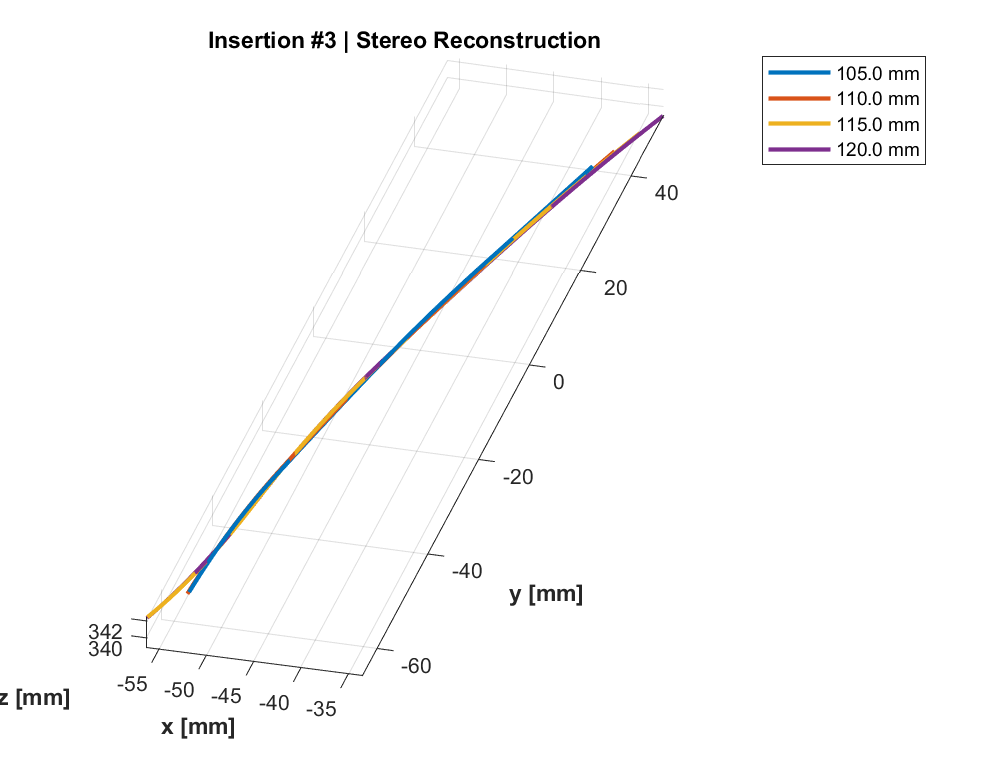 Insertion #3 | Stereo Reconstruction
105.0 mm
110.0 mm
115.0 mm
120.0 mm
40
20
0
-20
-40
-60
y [mm]
342
340
z [mm]
-55
-50
-45
-40
-35
x [mm]